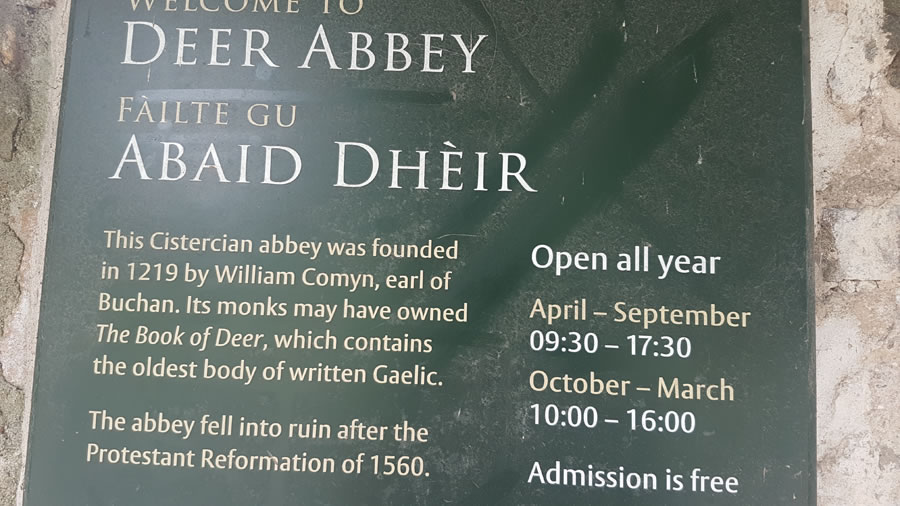 WELCOME TO
DEER ABBEY
FÀILTE GU
ABAID DHÈIR
This Cistercian abbey was founded
in 1219 by William Comyn, earl of
Buchan. Its monks may have owned
The Book of Deer, which contains
the oldest body of written Gaelic.
The abbey fell into ruin after the
Protestant Reformation of 1560.
Open all year
April – September
09:30 – 17:30
October – March
10:00 – 16:00
Admission is free